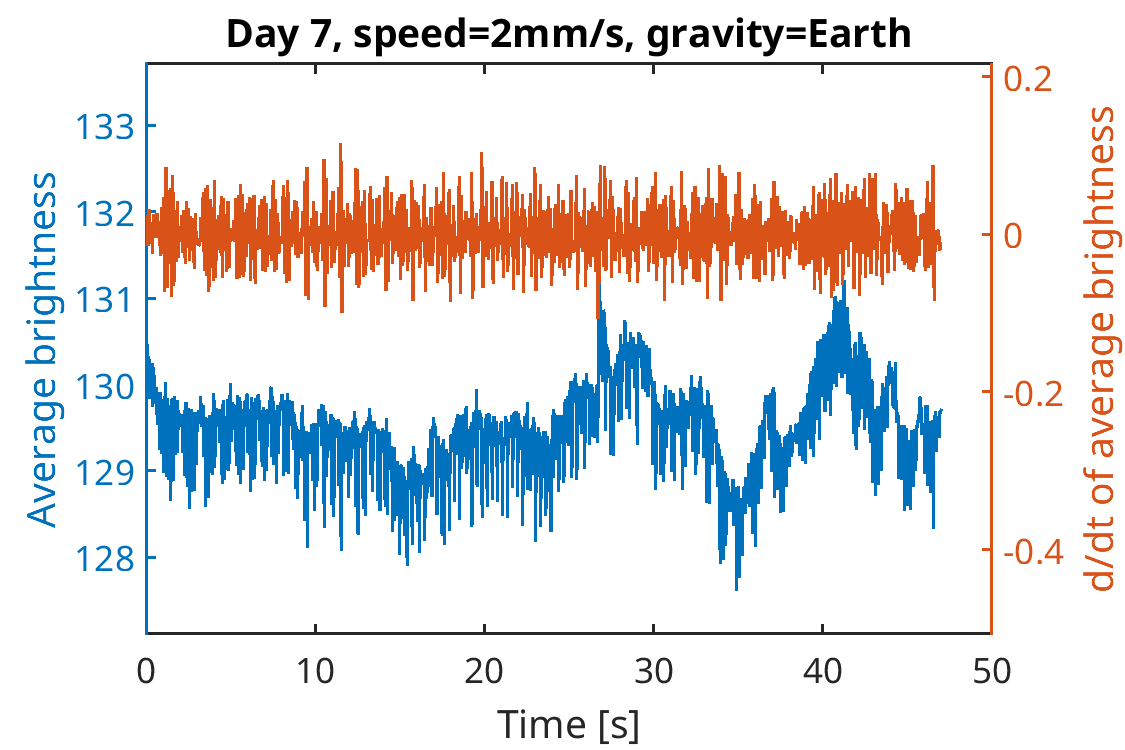 Day 7, speed=2mm/s, gravity=Earth
Average brightness
133
132
131
130
129
128
0.2
0
-0.2
-0.4
d/dt of average brightness
0 10 20 30 40 50
Time [s]